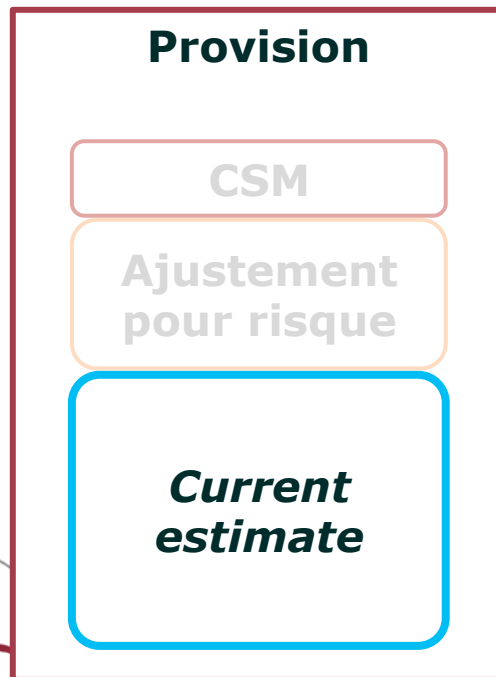 Provision
CSM
Ajustement
pour risque
Current
estimate